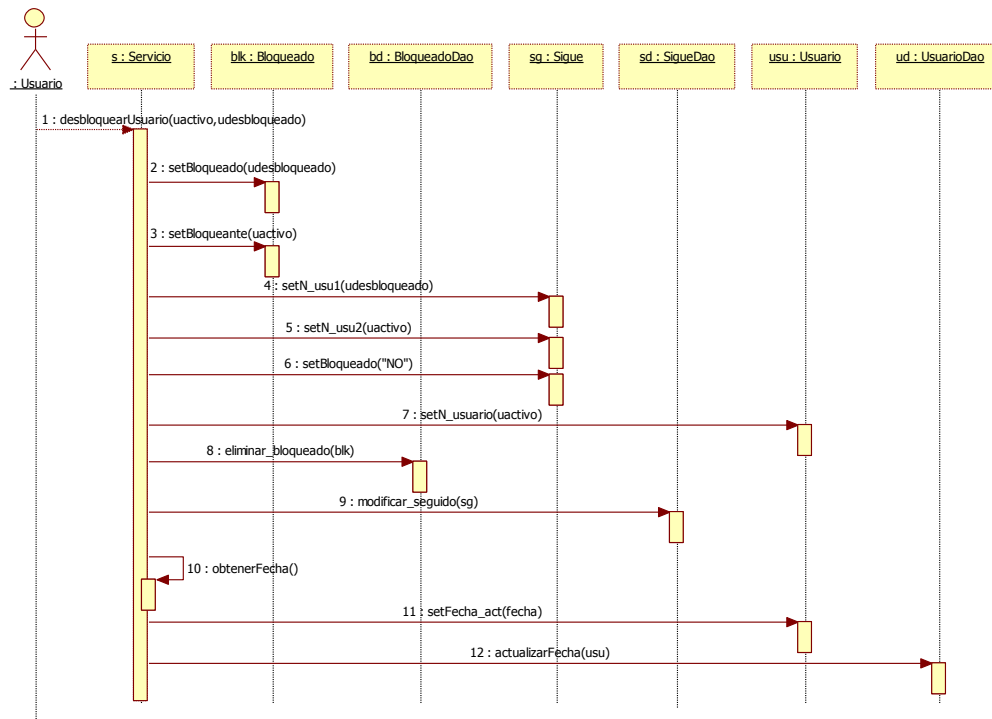 : Usuario
s : Servicio
blk : Bloqueado
bd : BloqueadoDao
sg : Sigue
sd : SigueDao
usu : Usuario
ud : UsuarioDao
1 : desbloquearUsuario(uactivo,udesbloqueado)
2 : setBloqueado(udesbloqueado)
3 : setBloqueante(uactivo)
4 : setN_usu1(udesbloqueado)
5 : setN_usu2(uactivo)
6 : setBloqueado("NO")
7 : setN_usuario(uactivo)
8 : eliminar_bloqueado(blk)
9 : modificar_seguido(sg)
10 : obtenerFecha()
11 : setFecha_act(fecha)
12 : actualizarFecha(usu)